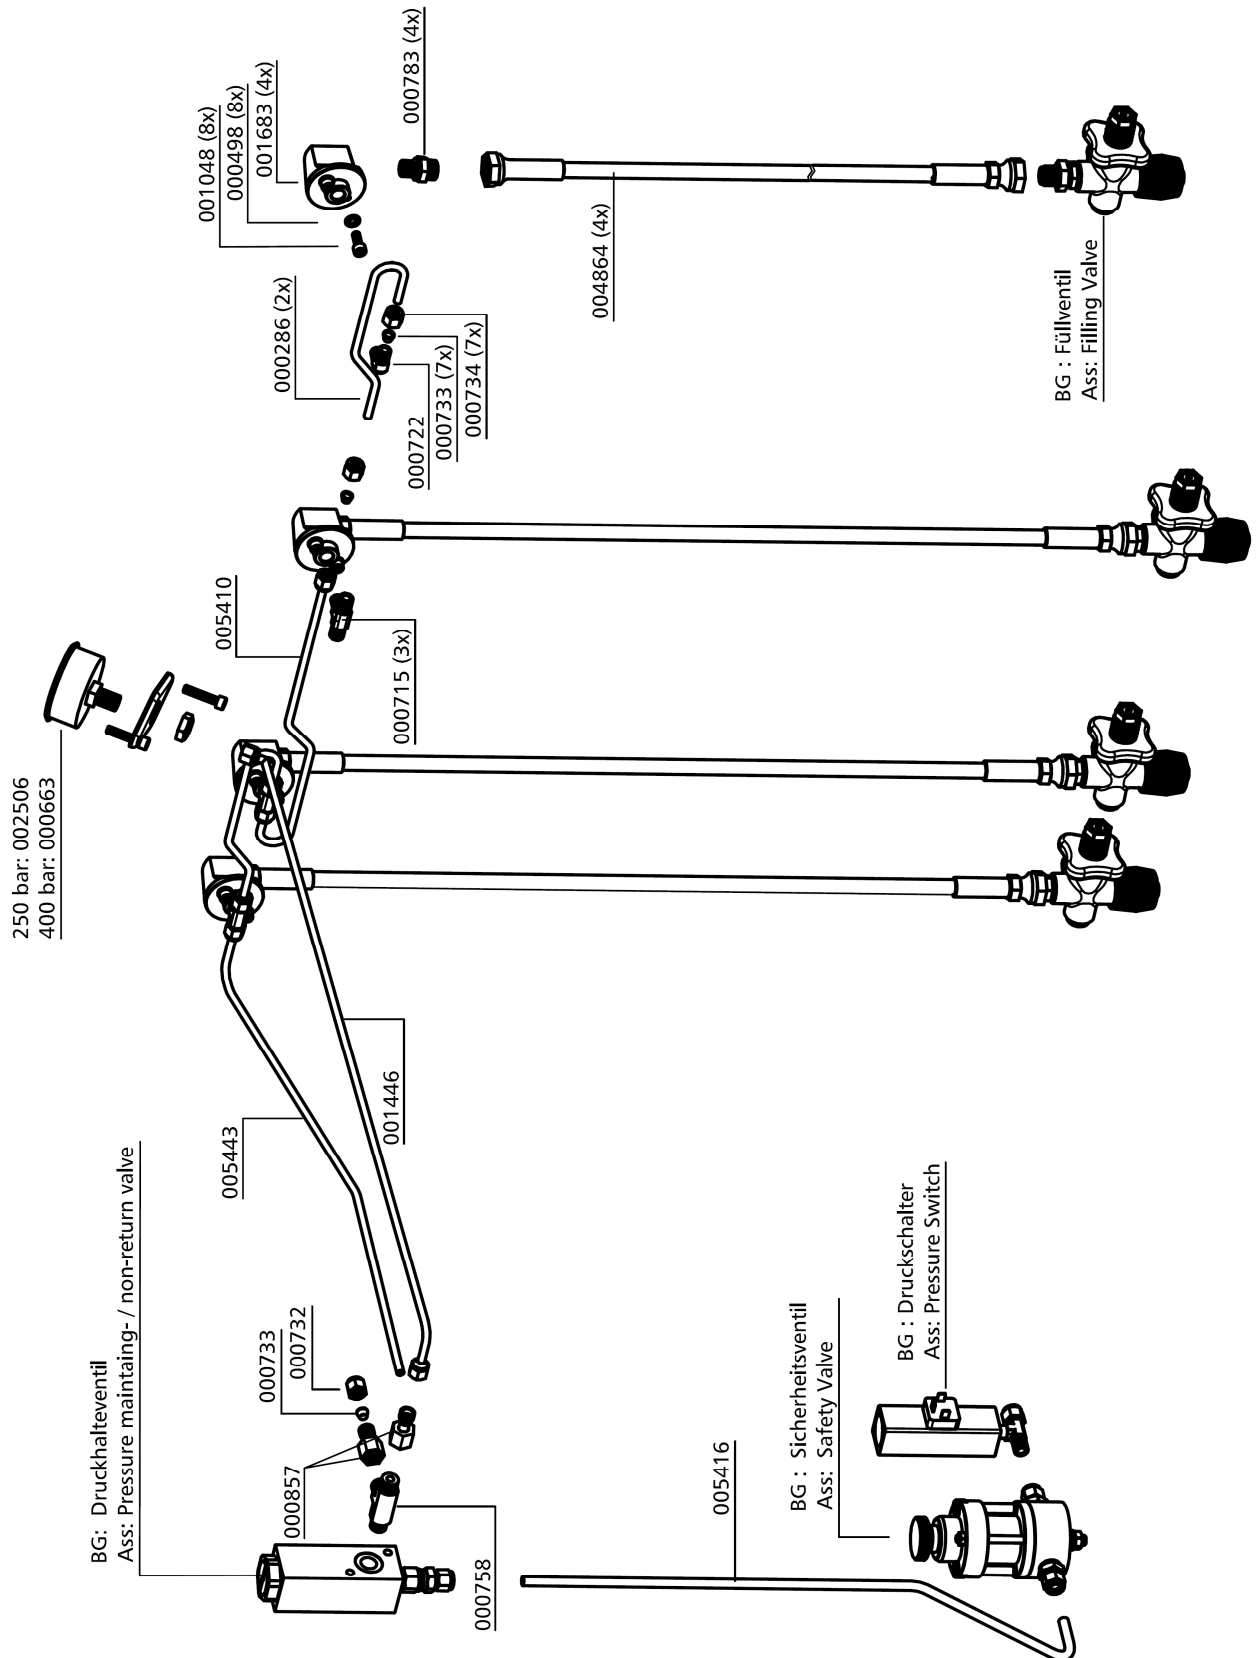 250 bar: 002506
400 bar: 000663
BG: Druckhalteventil
Ass: Pressure maintaing- / non-return valve
001048 (8x)
000498 (8x)
001683 (4x)
000783 (4x)
000286 (2x)
000722
000733 (7x)
000734 (7x)
004864 (4x)
BG : Füllventil
Ass: Filling Valve
005410
000715 (3x)
005443
001446
000733
000732
000857
000758
005416
BG : Sicherheitsventil
Ass: Safety Valve
BG : Druckschalter
Ass: Pressure Switch